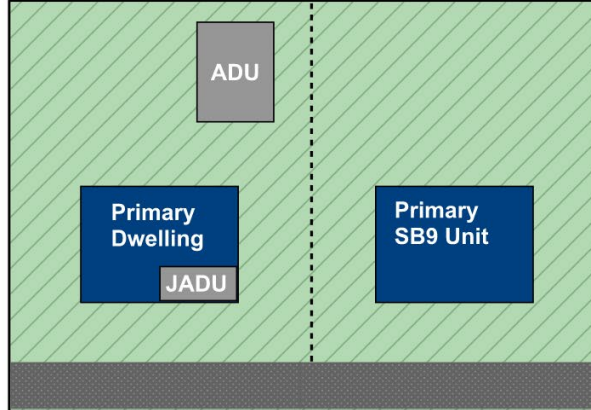 ADU
Primary
Dwelling
JADU
Primary
SB9 Unit